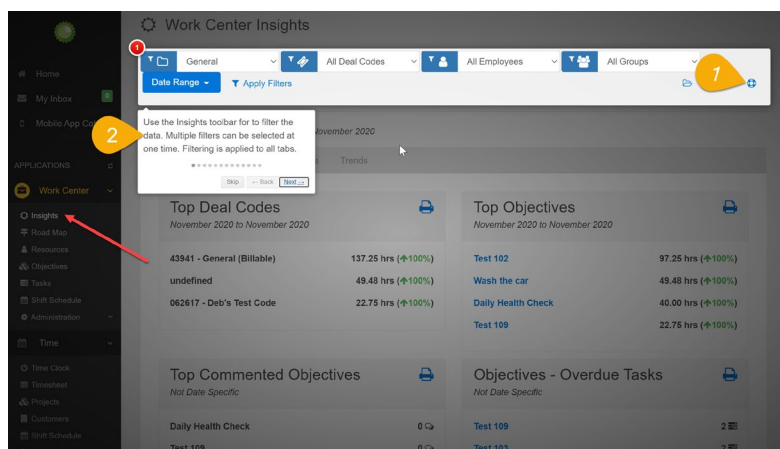 Work Center Insights
1
General
All Deal Codes
All Employees
All Groups
1
Date Range
Apply Filters
Home
My Inbox
Mobile App
2
Use the Insights toolbar for to filter the
data. Multiple filters can be selected at
one time. Filtering is applied to all tabs.
Skip
← Back
Next →
November 2020
Trends
APPLICATIONS
Work Center
Insights
Road Map
Resources
Objectives
Tasks
Shift Schedule
Administration
Time
Time Clock
Timesheet
Projects
Customers
Shift Schedule
Top Deal Codes
November 2020 to November 2020
43941 - General (Billable) 137.25 hrs (↑100%)
undefined 49.48 hrs (↑100%)
062617 - Deb's Test Code 22.75 hrs (↑100%)
Top Objectives
November 2020 to November 2020
Test 102 97.25 hrs (↑100%)
Wash the car 49.48 hrs (↑100%)
Daily Health Check 40.00 hrs (↑100%)
Test 109 22.75 hrs (↑100%)
Top Commented Objectives
Not Date Specific
Daily Health Check 0
Test 109 0
Objectives - Overdue Tasks
Not Date Specific
Test 109 2
Test 103 2